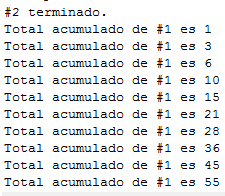 #2 terminado.
Total acumulado de #1 es 1
Total acumulado de #1 es 3
Total acumulado de #1 es 6
Total acumulado de #1 es 10
Total acumulado de #1 es 15
Total acumulado de #1 es 21
Total acumulado de #1 es 28
Total acumulado de #1 es 36
Total acumulado de #1 es 45
Total acumulado de #1 es 55